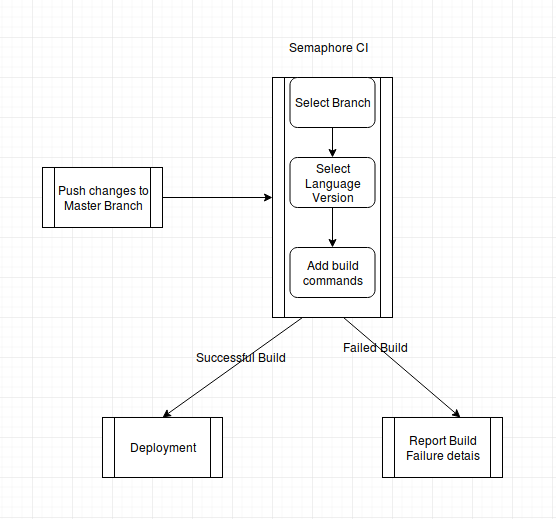 Semaphore CI
Select Branch
Select
Language
Version
Push changes to
Master Branch
Add build
commands
Successful Build
Failed Build
Deployment
Report Build
Failure detais